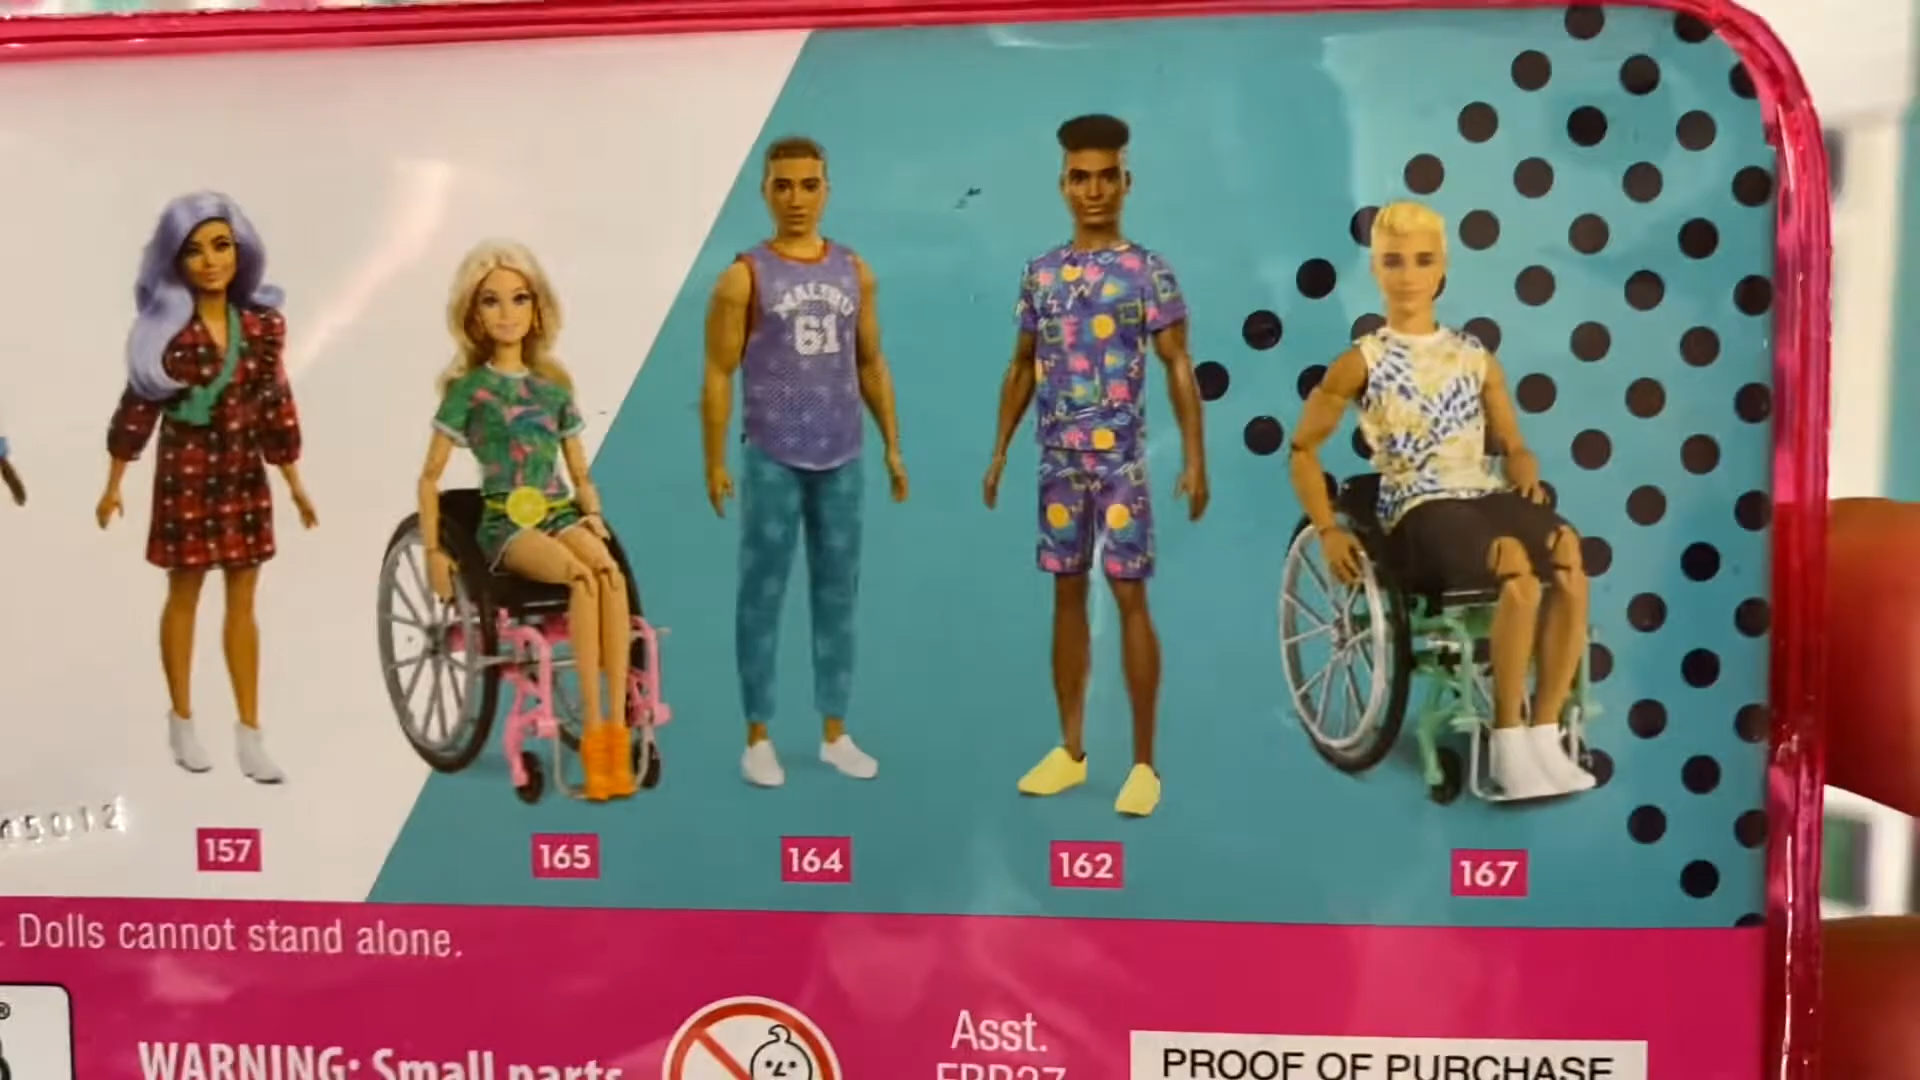 MALIBU
61
157
165
164
162
167
Dolls cannot stand alone.
WARNING: Small parts
Asst.
PROOF OF PURCHASE